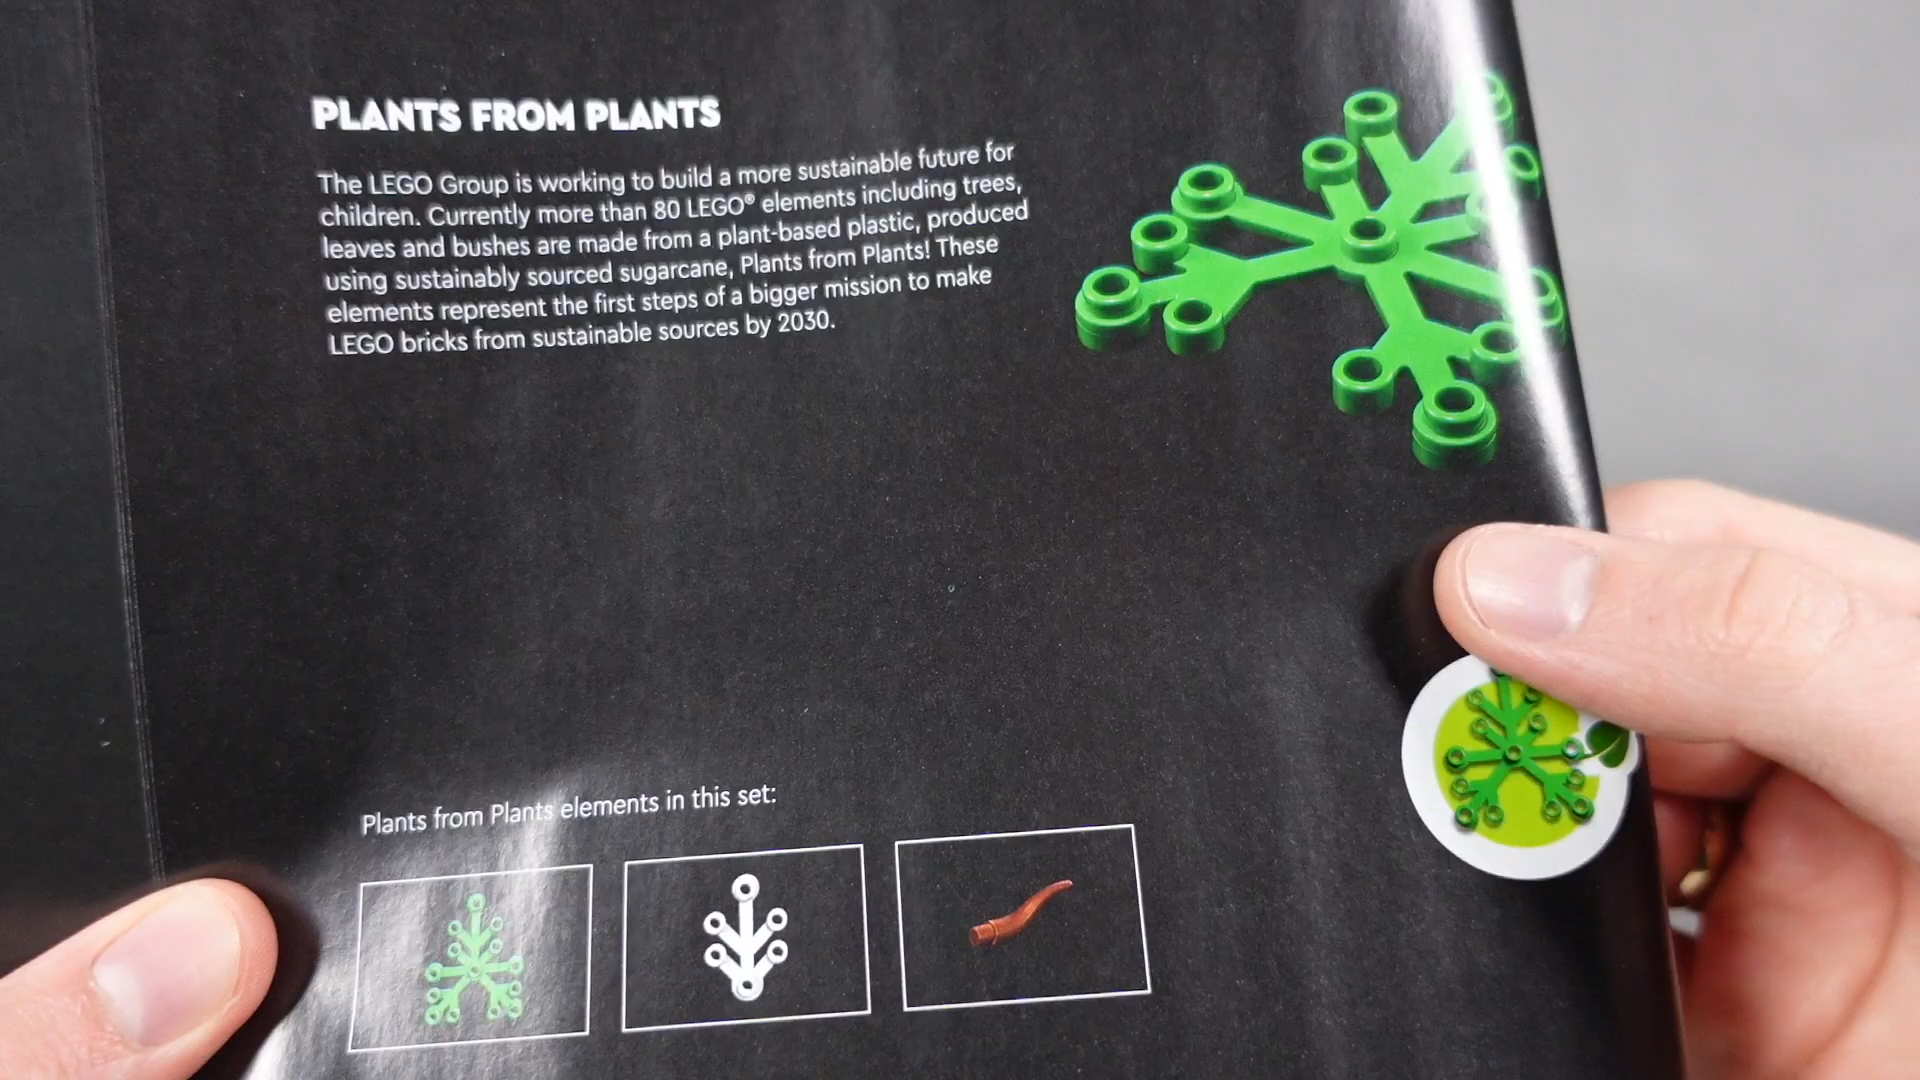 PLANTS FROM PLANTS
The LEGO Group is working to build a more sustainable future for
children. Currently more than 80 LEGO® elements including trees,
leaves and bushes are made from a plant-based plastic, produced
using sustainably sourced sugarcane, Plants from Plants! These
elements represent the first steps of a bigger mission to make
LEGO bricks from sustainable sources by 2030.
Plants from Plants elements in this set: